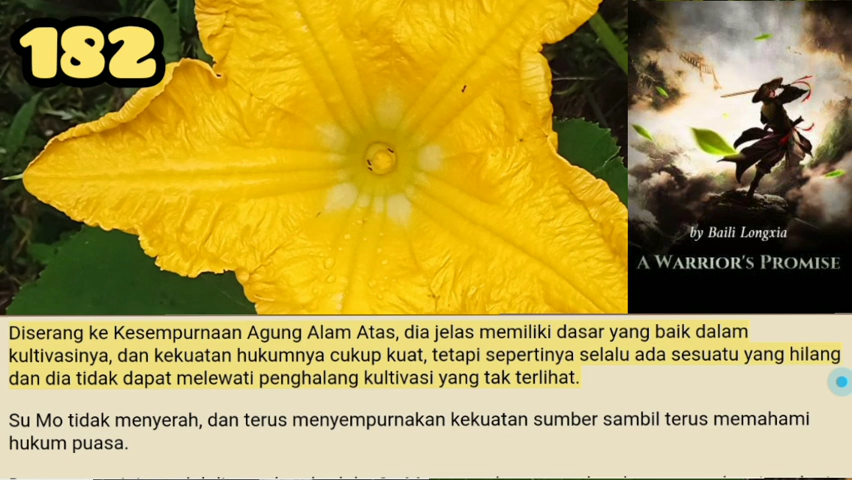 182
by Baili Longxia
A WARRIOR'S PROMISE
Diserang ke Kesempurnaan Agung Alam Atas, dia jelas memiliki dasar yang baik dalam
kultivasinya, dan kekuatan hukumnya cukup kuat, tetapi sepertinya selalu ada sesuatu yang hilang
dan dia tidak dapat melewati penghalang kultivasi yang tak terlihat.
Su Mo tidak menyerah, dan terus menyempurnakan kekuatan sumber sambil terus memahami
hukum puasa.